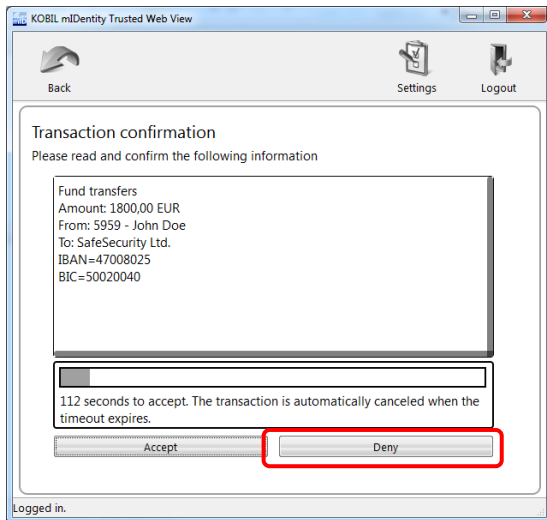 KOBIL mIDentity Trusted Web View
Back
Settings
Logout
Transaction confirmation
Please read and confirm the following information
Fund transfers
Amount: 1800,00 EUR
From: 5959 - John Doe
To: SafeSecurity Ltd.
IBAN=47008025
BIC=50020040
112 seconds to accept. The transaction is automatically canceled when the
timeout expires.
Accept
Deny
Logged in.